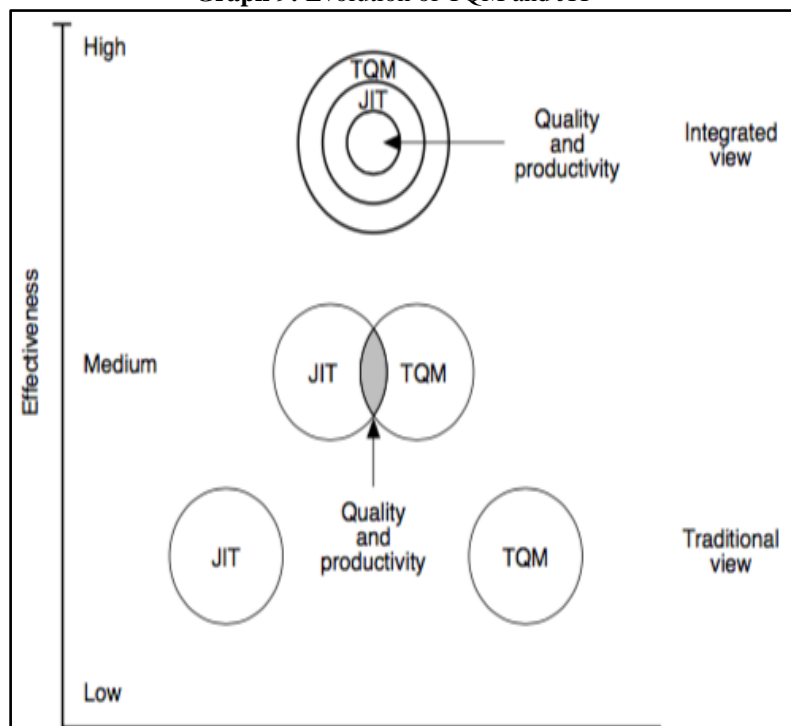 High
TQM
JIT
Quality
and
productivity
Integrated
view
Effectiveness
Medium
JIT
TQM
Quality
and
productivity
JIT
TQM
Traditional
view
Low